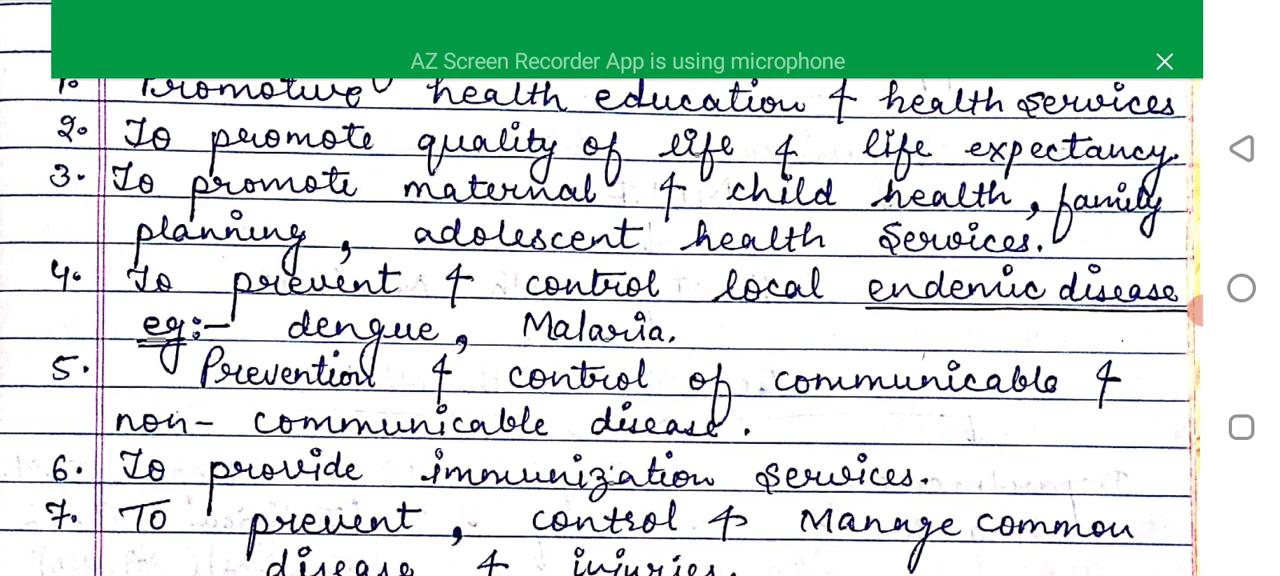 AZ Screen Recorder App is using microphone
1. Promotive health education & health services
2. To promote quality of life & life expectancy.
3. To promote maternal & child health, family
planning, adolescent health services.
4. To prevent & control local endemic disease
eg:- dengue, Malaria.
5. Prevention & control of communicable &
non- communicable disease.
6. To provide immunization services.
7. To prevent, control & Manage common
disease & injuries.